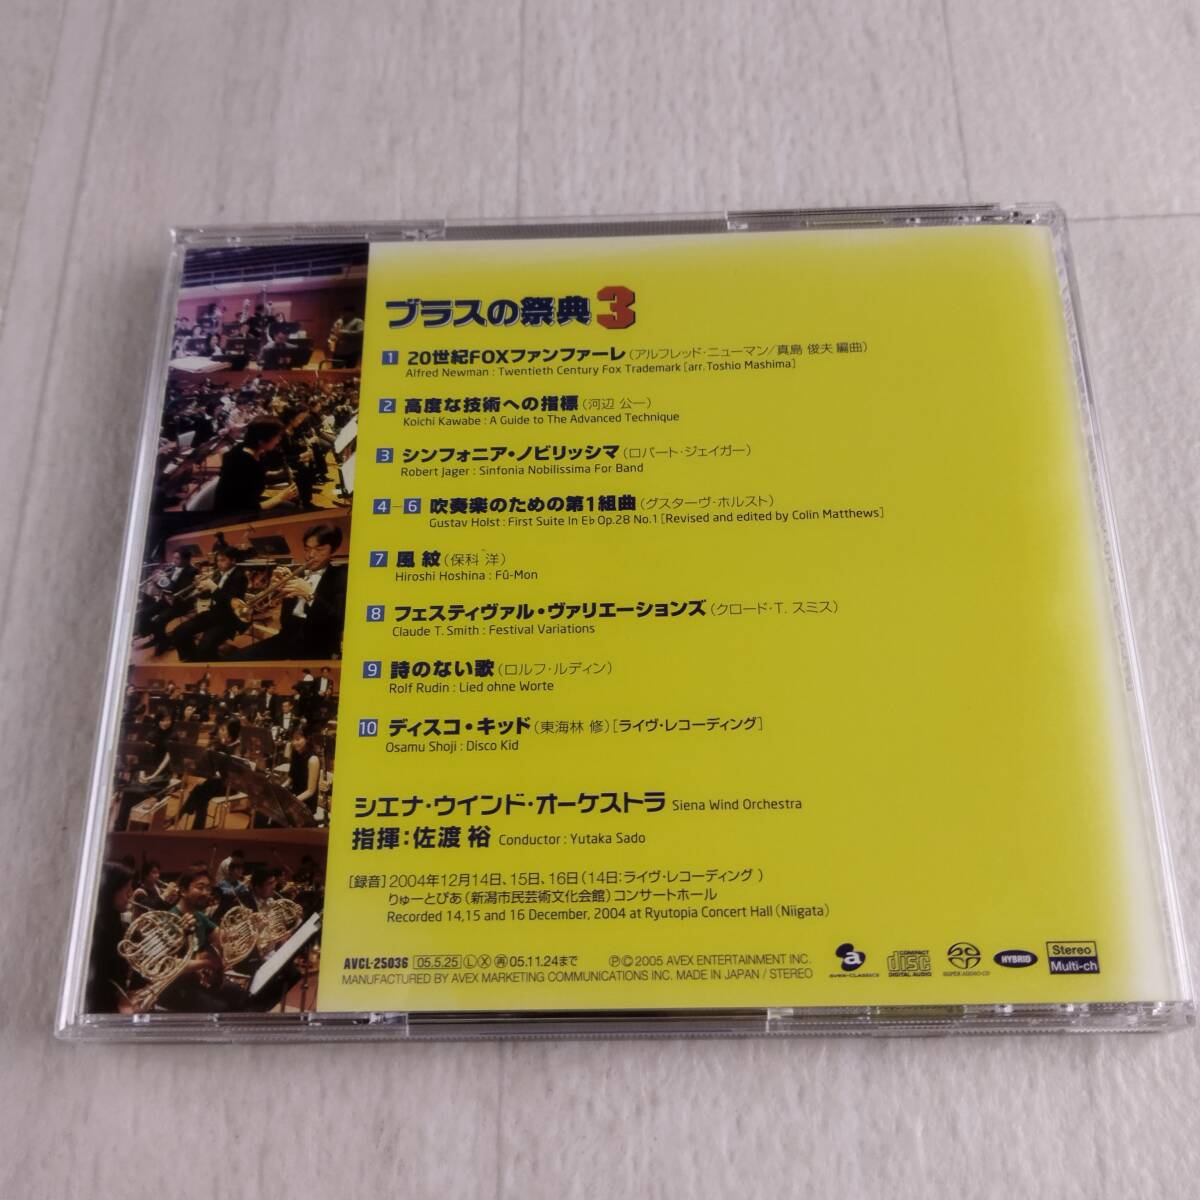 ブラスの祭典3
1 20世紀FOXファンファーレ(アルフレッド・ニューマン/真島 俊夫 編曲)
Alfred Newman : Twentieth Century Fox Trademark [arr. Toshio Mashima]
2 高度な技術への指標(河辺 公一)
Koichi Kawabe : A Guide to The Advanced Technique
3 シンフォニア・ノビリッシマ(ロバート・ジェイガー)
Robert Jager : Sinfonia Nobilissima For Band
4-6 吹奏楽のための第1組曲(グスターヴ・ホルスト)
Gustav Holst : First Suite In E♭ Op.28 No.1 [Revised and edited by Colin Matthews]
7 風紋(保科 洋)
Hiroshi Hoshina : Fû-Mon
8 フェスティヴァル・ヴァリエーションズ(クロード・T. スミス)
Claude T. Smith : Festival Variations
9 詩のない歌(ロルフ・ルディン)
Rolf Rudin : Lied ohne Worte
10 ディスコ・キッド(東海林 修)[ライヴ・レコーディング]
Osamu Shoji : Disco Kid
シエナ・ウインド・オーケストラ Siena Wind Orchestra
指揮:佐渡 裕 Conductor : Yutaka Sado
[録音]2004年12月14日、15日、16日(14日:ライヴ・レコーディング)
りゅーとぴあ(新潟市民芸術文化会館)コンサートホール
Recorded 14,15 and 16 December, 2004 at Ryutopia Concert Hall (Niigata)
AVCL-25036 05.5.25 Ⓛ Ⓧ 再 05.11.24まで ℗©2005 AVEX ENTERTAINMENT INC.
MANUFACTURED BY AVEX MARKETING COMMUNICATIONS INC. MADE IN JAPAN / STEREO
a AVEX-CLASSICS
COMPACT disc DIGITAL AUDIO
SUPER AUDIO CD
HYBRID
Stereo
Multi-ch